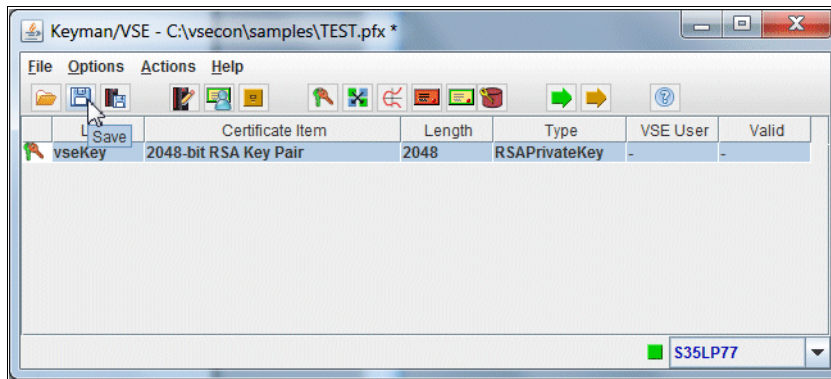 Keyman/VSE - C:\vsecon\samples\TEST.pfx *
File Options Actions Help
L Certificate Item Length Type VSE User Valid
Save
vseKey 2048-bit RSA Key Pair 2048 RSAPrivateKey - -
S35LP77